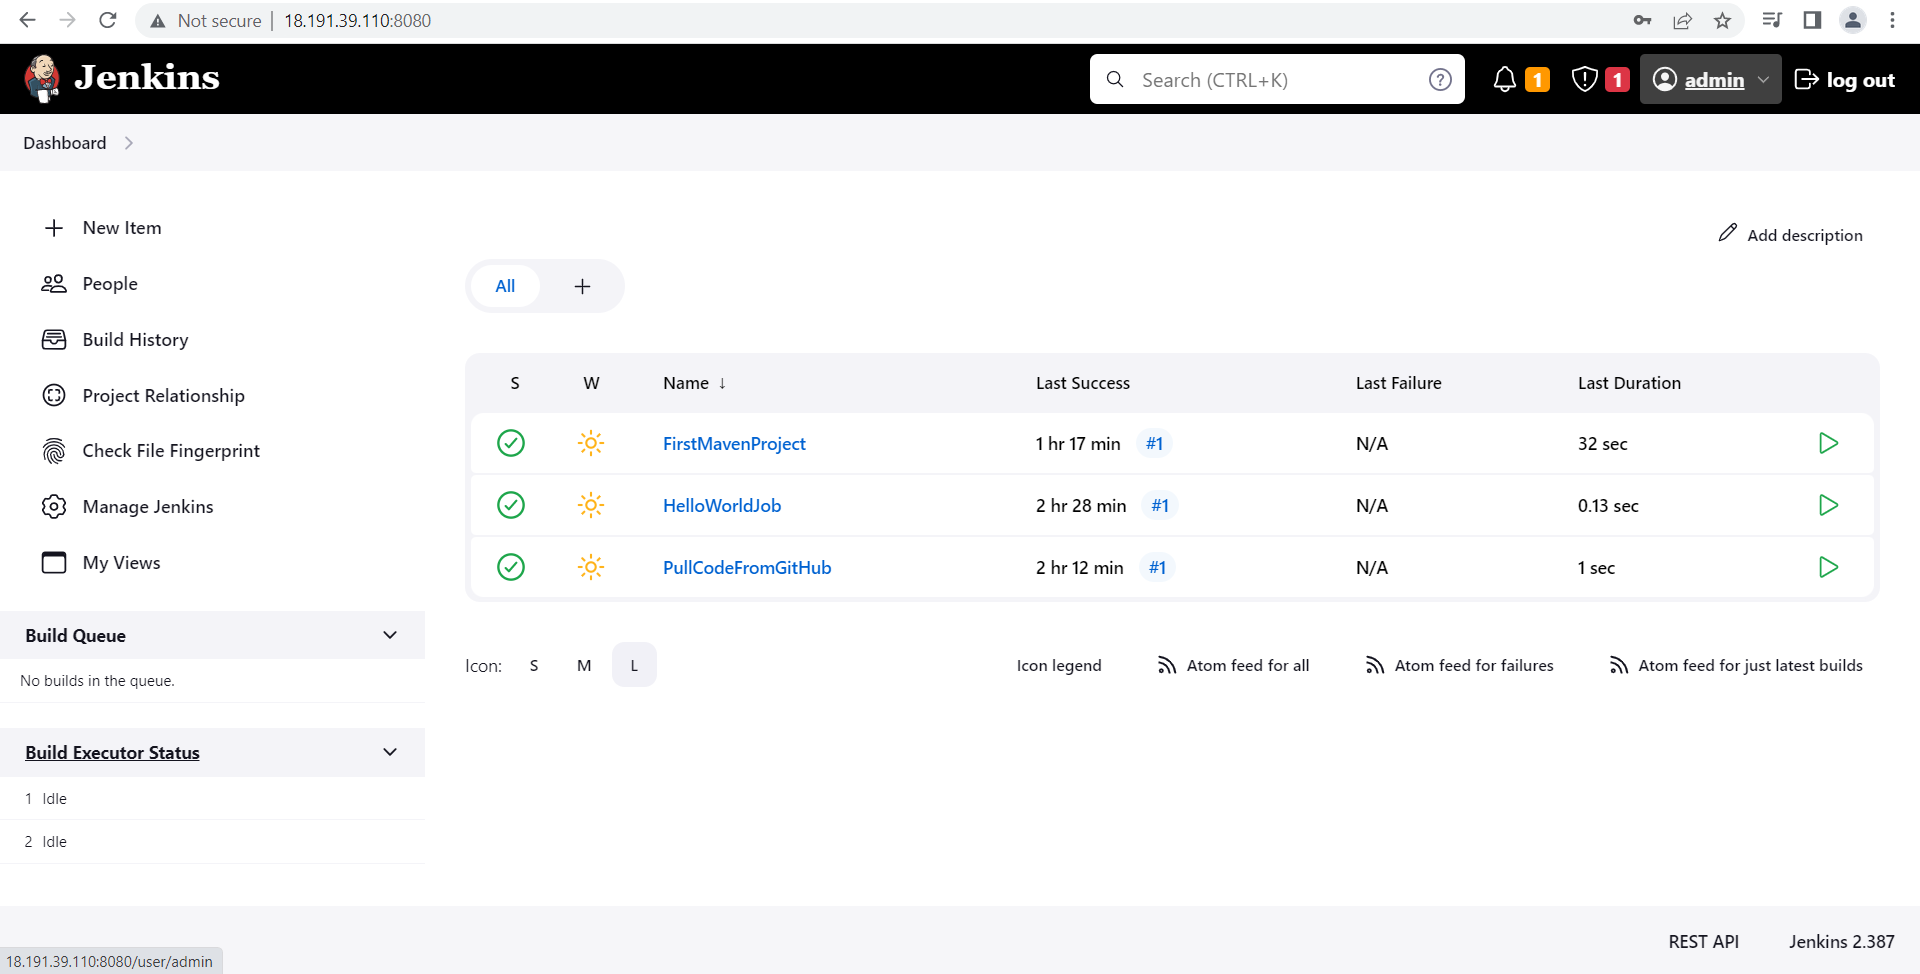 Not secure | 18.191.39.110:8080
Jenkins Search (CTRL+K) 1 1 admin log out
Dashboard
New Item
Add description
People
All +
Build History
S W Name ↓ Last Success Last Failure Last Duration
Project Relationship
FirstMavenProject 1 hr 17 min #1 N/A 32 sec
Check File Fingerprint
HelloWorldJob 2 hr 28 min #1 N/A 0.13 sec
Manage Jenkins
PullCodeFromGitHub 2 hr 12 min #1 N/A 1 sec
My Views
Build Queue
Icon: S M L Icon legend Atom feed for all Atom feed for failures Atom feed for just latest builds
No builds in the queue.
Build Executor Status
1 Idle
2 Idle
REST API Jenkins 2.387
18.191.39.110:8080/user/admin